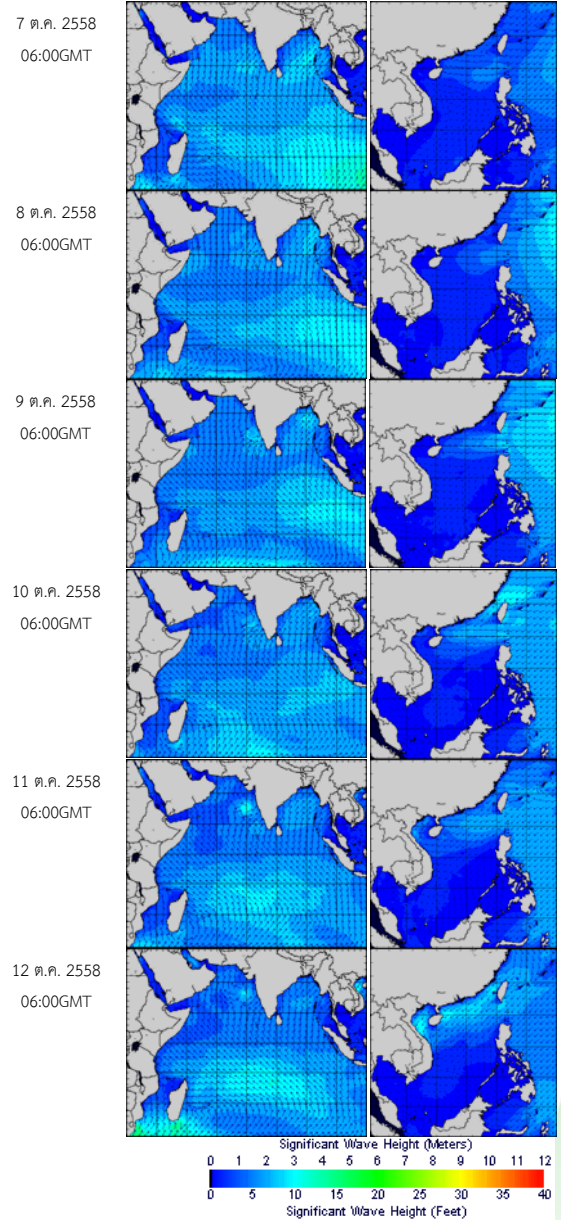 7 ต.ค. 2558
06:00GMT
8 ต.ค. 2558
06:00GMT
9 ต.ค. 2558
06:00GMT
10 ต.ค. 2558
06:00GMT
11 ต.ค. 2558
06:00GMT
12 ต.ค. 2558
06:00GMT
Significant Wave Height (Meters)
0 1 2 3 4 5 6 7 8 9 10 11 12
0 5 10 15 20 25 30 35 40
Significant Wave Height (Feet)